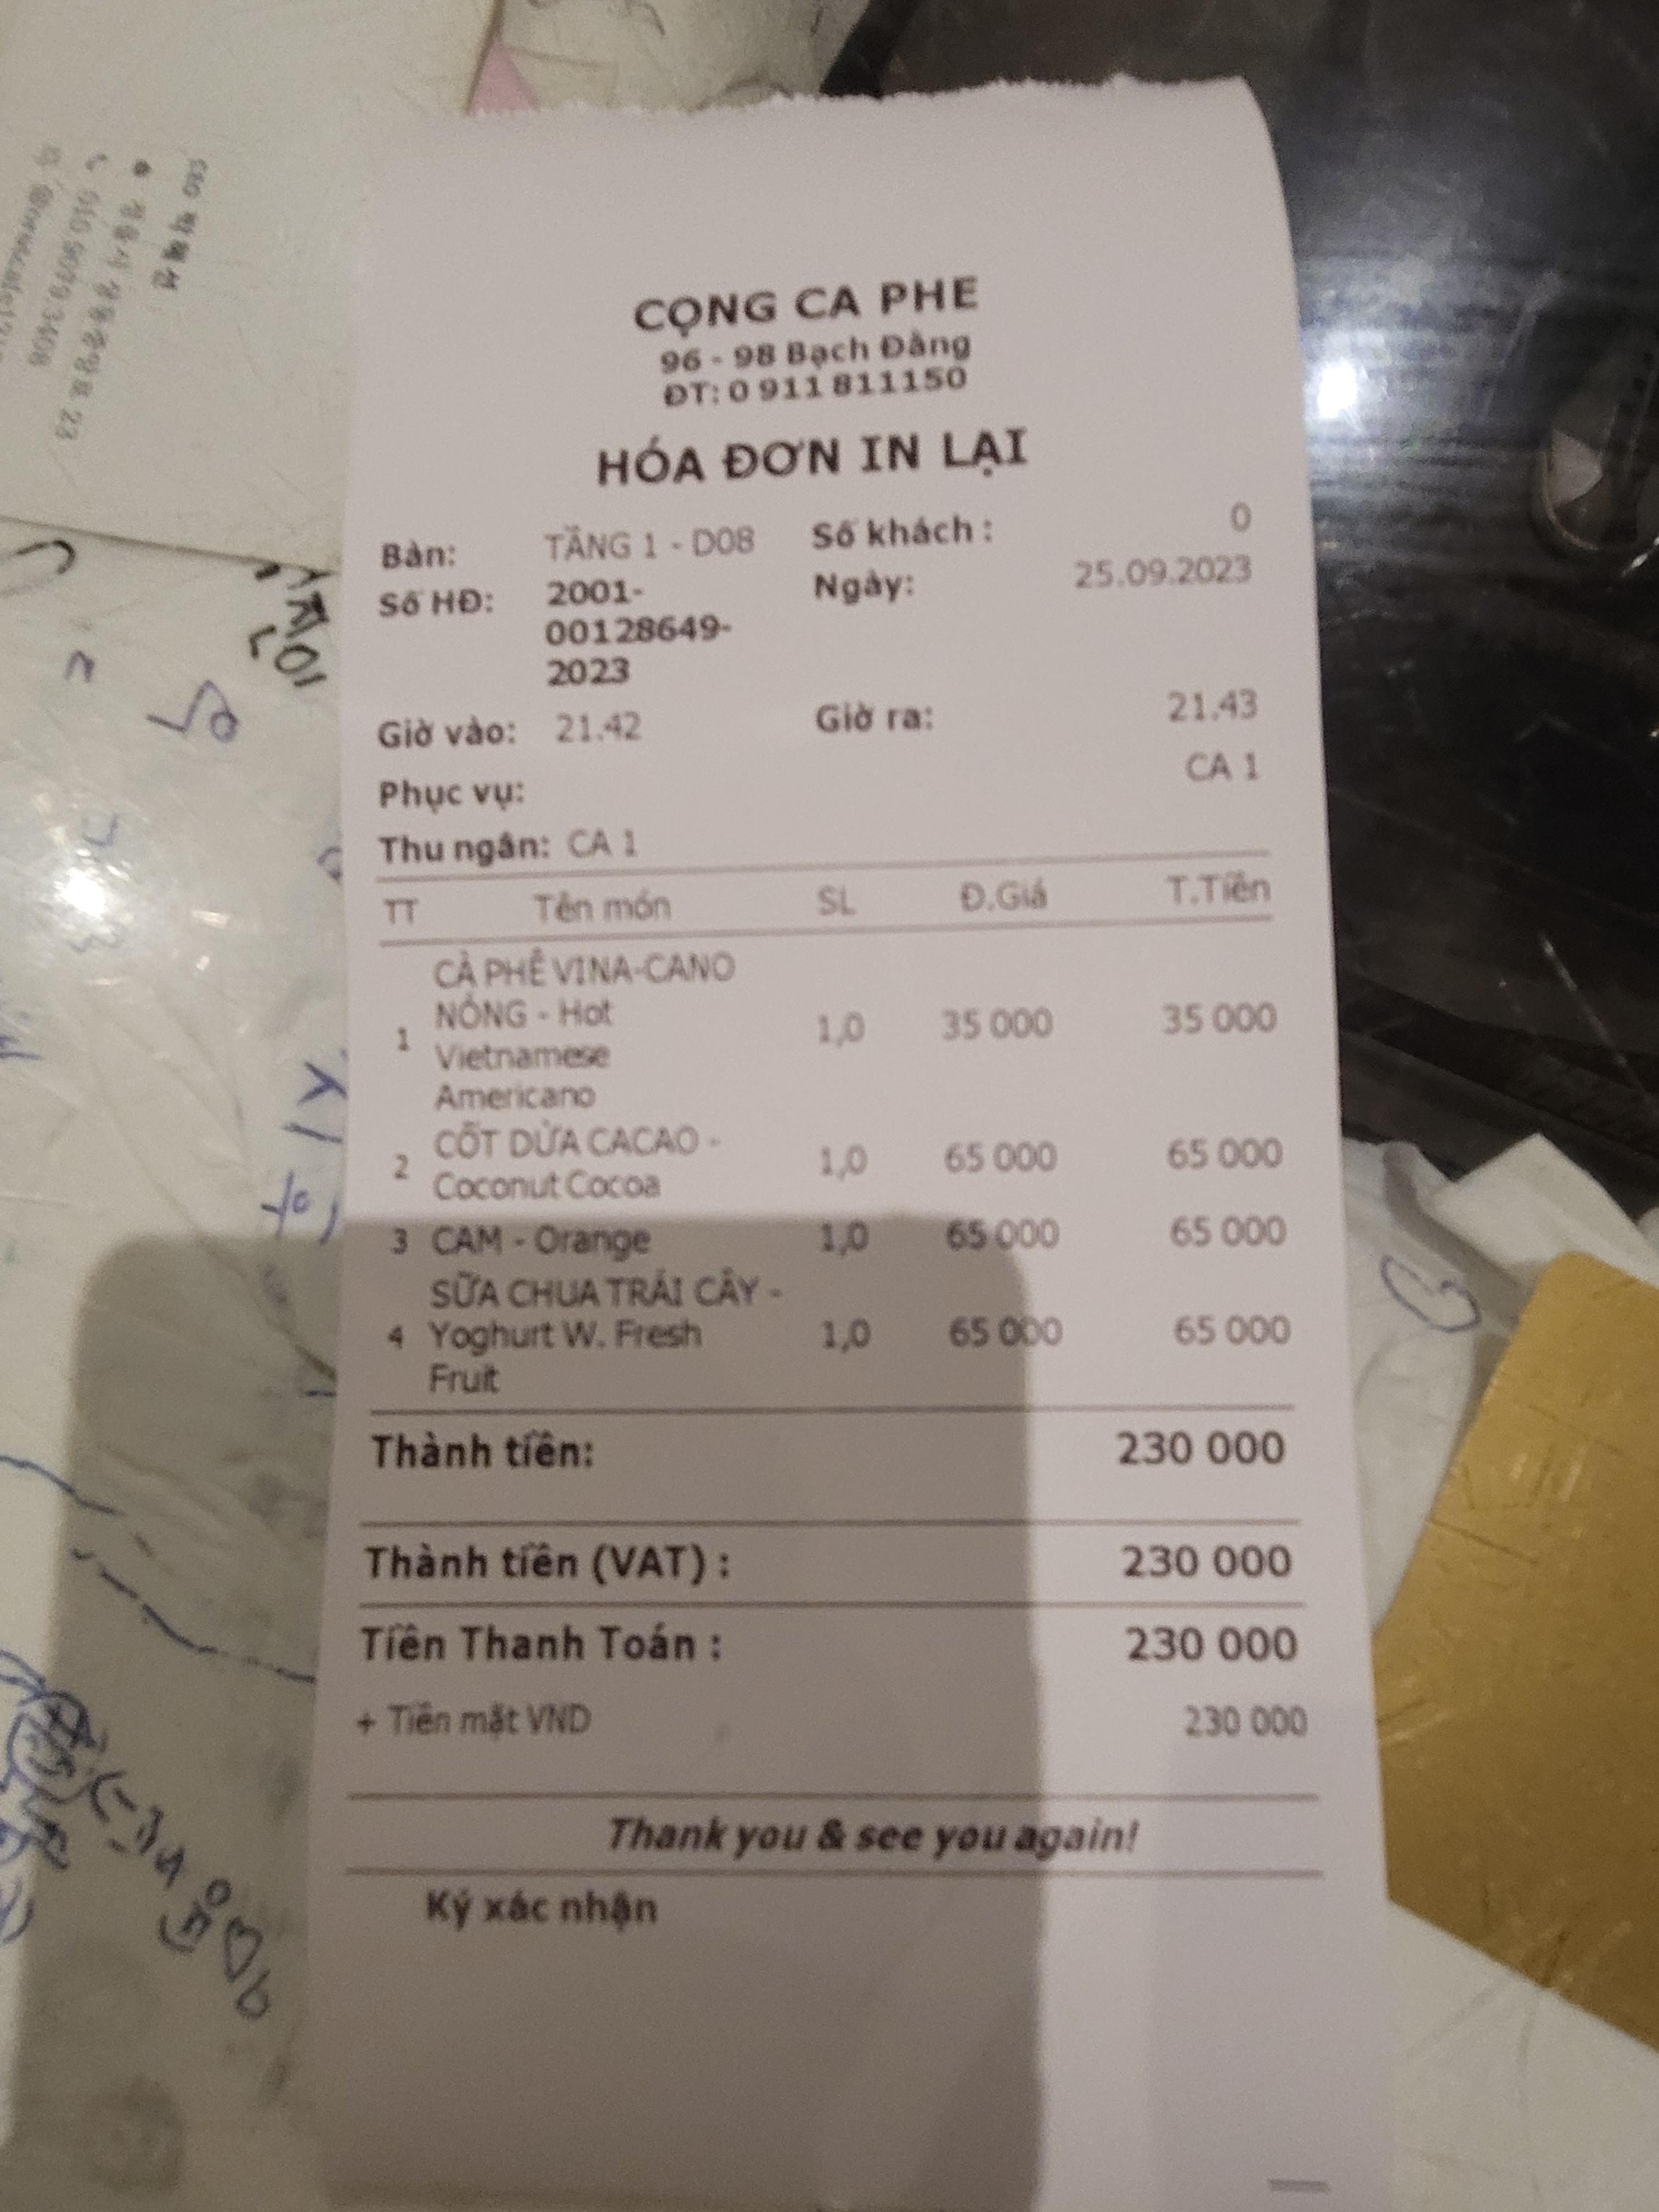 CỘNG CA PHE
96 - 98 Bạch Đằng
ĐT: 0 911 811150
HÓA ĐƠN IN LẠI
Bàn: TẦNG 1 - D08 Số khách : 0
Số HĐ: 2001-00128649-2023 Ngày: 25.09.2023
Giờ vào: 21.42 Giờ ra: 21.43
Phục vụ: CA 1
Thu ngân: CA 1
TT Tên món SL Đ.Giá T.Tiền
CÀ PHÊ VINA-CANO
NÓNG - Hot
1 Vietnamese 1,0 35 000 35 000
Americano
CỐT DỪA CACAO -
2 Coconut Cocoa 1,0 65 000 65 000
3 CAM - Orange 1,0 65 000 65 000
SỮA CHUA TRÁI CÂY -
4 Yoghurt W. Fresh 1,0 65 000 65 000
Fruit
Thành tiền: 230 000
Thành tiền (VAT) : 230 000
Tiền Thanh Toán : 230 000
+ Tiền mặt VND 230 000
Thank you & see you again!
Ký xác nhận